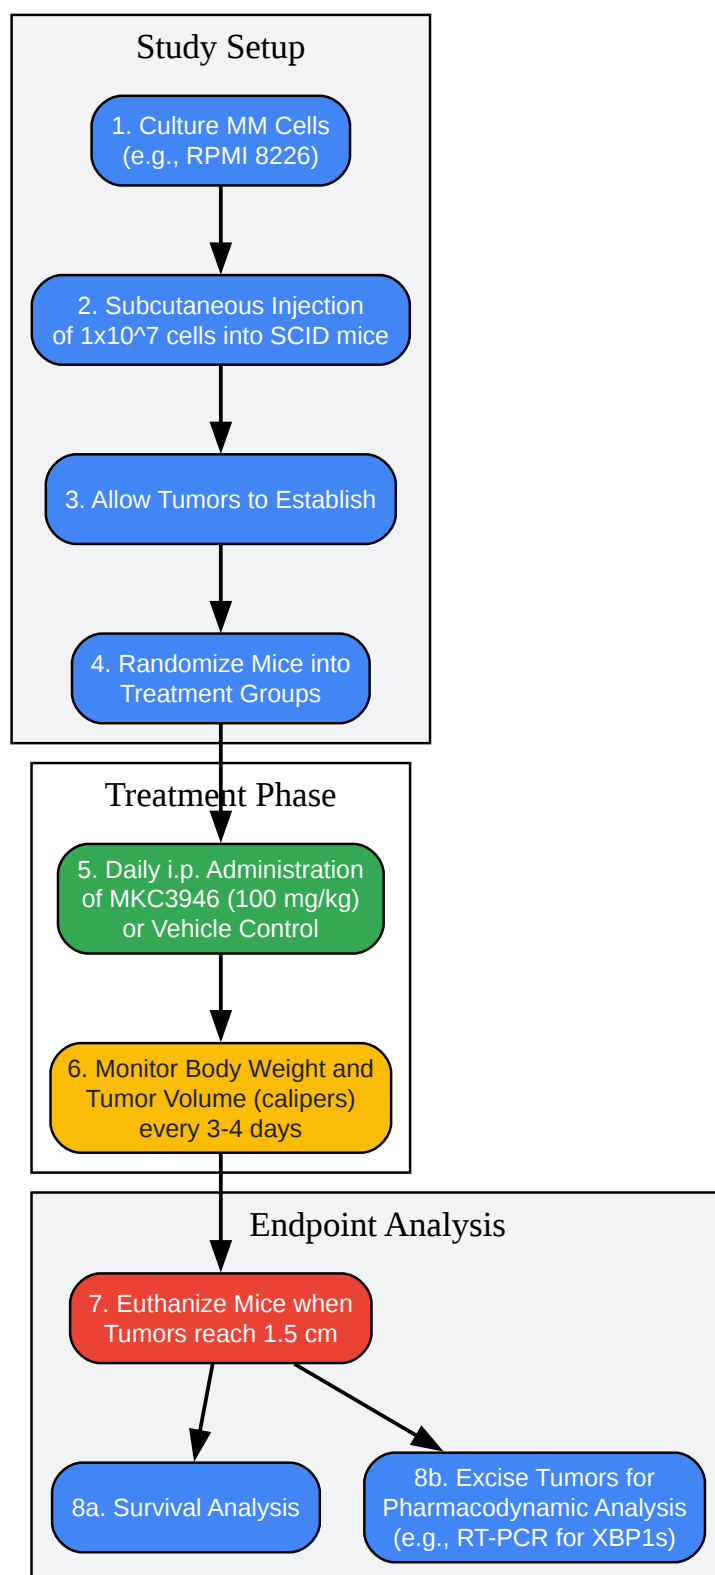 Study Setup
1. Culture MM Cells
(e.g., RPMI 8226)
2. Subcutaneous Injection
of 1x10^7 cells into SCID mice
3. Allow Tumors to Establish
4. Randomize Mice into
Treatment Groups
Treatment Phase
5. Daily i.p. Administration
of MKC3946 (100 mg/kg)
or Vehicle Control
6. Monitor Body Weight and
Tumor Volume (calipers)
every 3-4 days
Endpoint Analysis
7. Euthanize Mice when
Tumors reach 1.5 cm
8a. Survival Analysis
8b. Excise Tumors for
Pharmacodynamic Analysis
(e.g., RT-PCR for XBP1s)